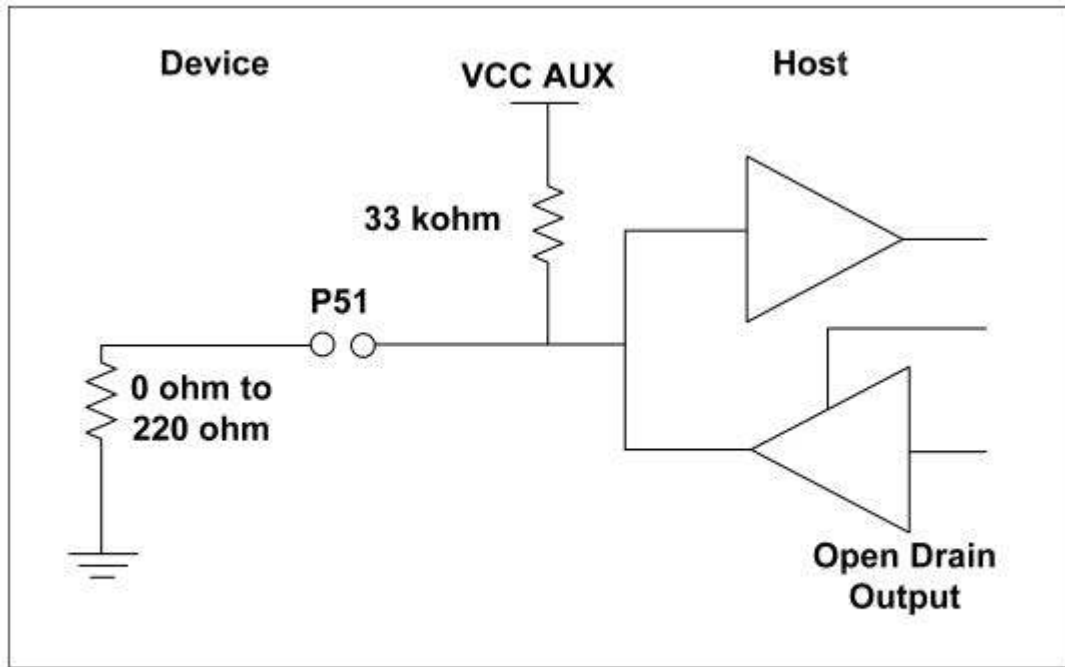 Device
VCC AUX
Host
33 kohm
P51
0 ohm to
220 ohm
Open Drain
Output